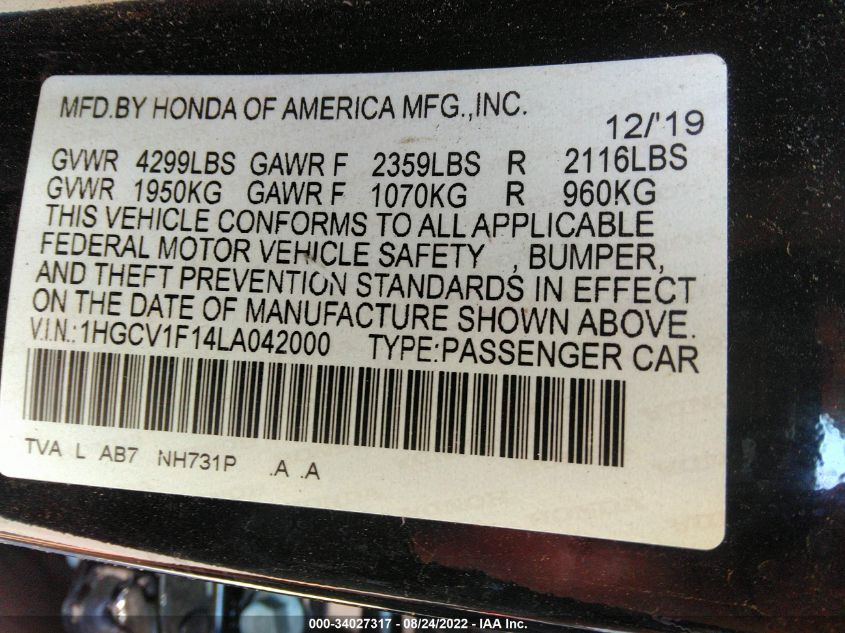 MFD.BY HONDA OF AMERICA MFG.,INC.
12/'19
GVWR 4299LBS GAWR F 2359LBS R 2116LBS
GVWR 1950KG GAWR F 1070KG R 960KG
THIS VEHICLE CONFORMS TO ALL APPLICABLE
FEDERAL MOTOR VEHICLE SAFETY , BUMPER,
AND THEFT PREVENTION STANDARDS IN EFFECT
ON THE DATE OF MANUFACTURE SHOWN ABOVE.
V.I.N.:1HGCV1F14LA042000 TYPE:PASSENGER CAR
TVA L AB7 NH731P .A .A
000-34027317 - 08/24/2022 - IAA Inc.